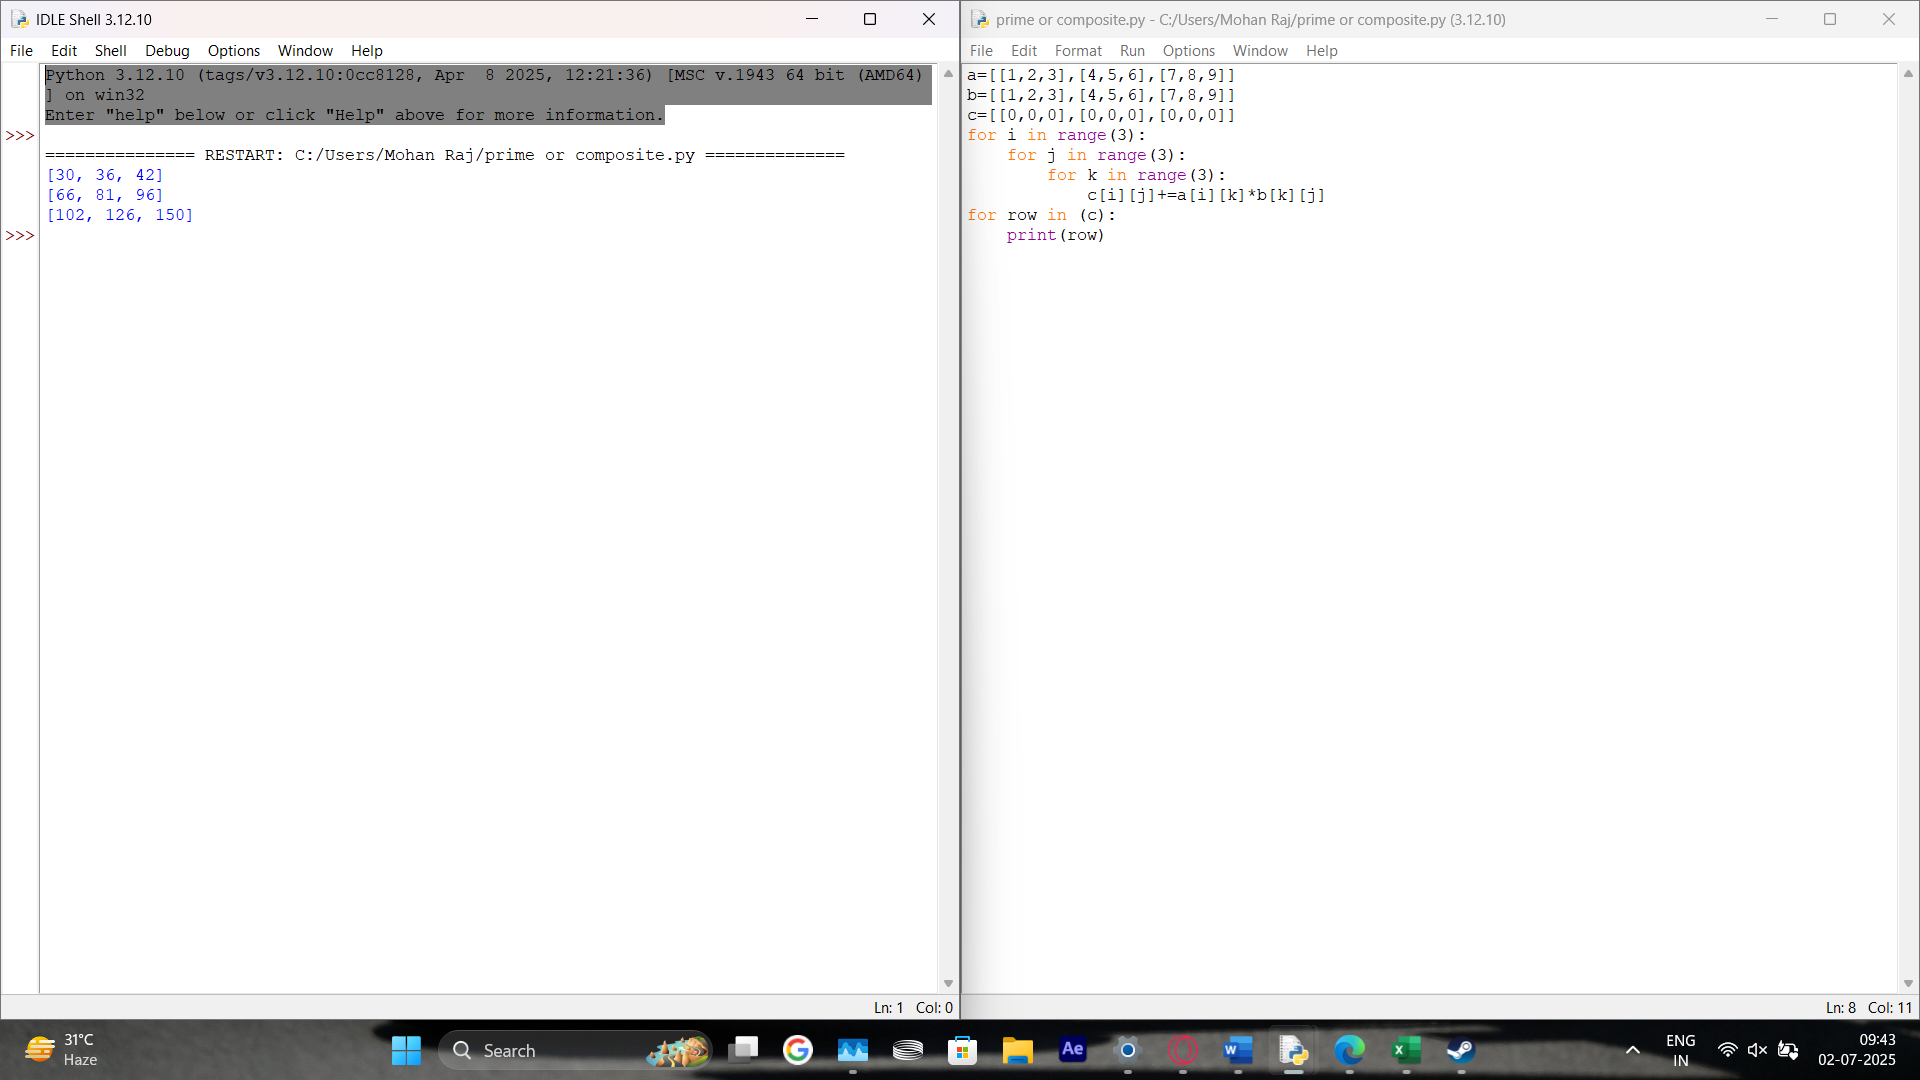 IDLE Shell 3.12.10
File Edit Shell Debug Options Window Help
Python 3.12.10 (tags/v3.12.10:0cc8128, Apr  8 2025, 12:21:36) [MSC v.1943 64 bit (AMD64)
] on win32
Enter "help" below or click "Help" above for more information.
>>>
=============== RESTART: C:/Users/Mohan Raj/prime or composite.py ==============
[30, 36, 42]
[66, 81, 96]
[102, 126, 150]
>>>
Ln: 1 Col: 0
prime or composite.py - C:/Users/Mohan Raj/prime or composite.py (3.12.10)
File Edit Format Run Options Window Help
a=[[1,2,3],[4,5,6],[7,8,9]]
b=[[1,2,3],[4,5,6],[7,8,9]]
c=[[0,0,0],[0,0,0],[0,0,0]]
for i in range(3):
    for j in range(3):
        for k in range(3):
            c[i][j]+=a[i][k]*b[k][j]
for row in (c):
    print(row)
Ln: 8 Col: 11
31°C
Haze
Search
Ae
ENG
IN
09:43
02-07-2025